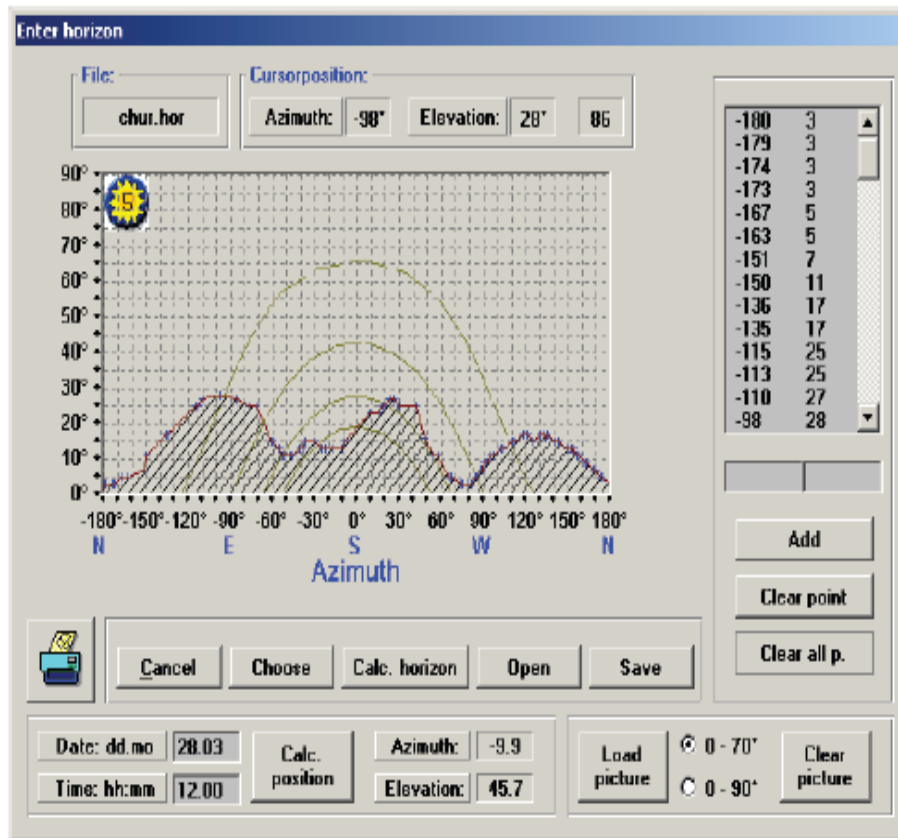 Enter horizon
File:
chur.hor
Cursorposition:
Azimuth: -98° Elevation: 28° 86
-180 3
-179 3
-174 3
-173 3
-167 5
-163 5
-151 7
-150 11
-136 17
-135 17
-115 25
-113 25
-110 27
-98 28
90°
80°
70°
60°
50°
40°
30°
20°
10°
0°
-180° -150° -120° -90° -60° -30° 0° 30° 60° 90° 120° 150° 180°
N E S W N
Azimuth
Add
Clear point
Clear all p.
Cancel Choose Calc. horizon Open Save
Date: dd.mo 28.03
Time: hh:mm 12.00
Calc.
position
Azimuth: -9.9
Elevation: 45.7
Load
picture
0 - 70°
0 - 90°
Clear
picture